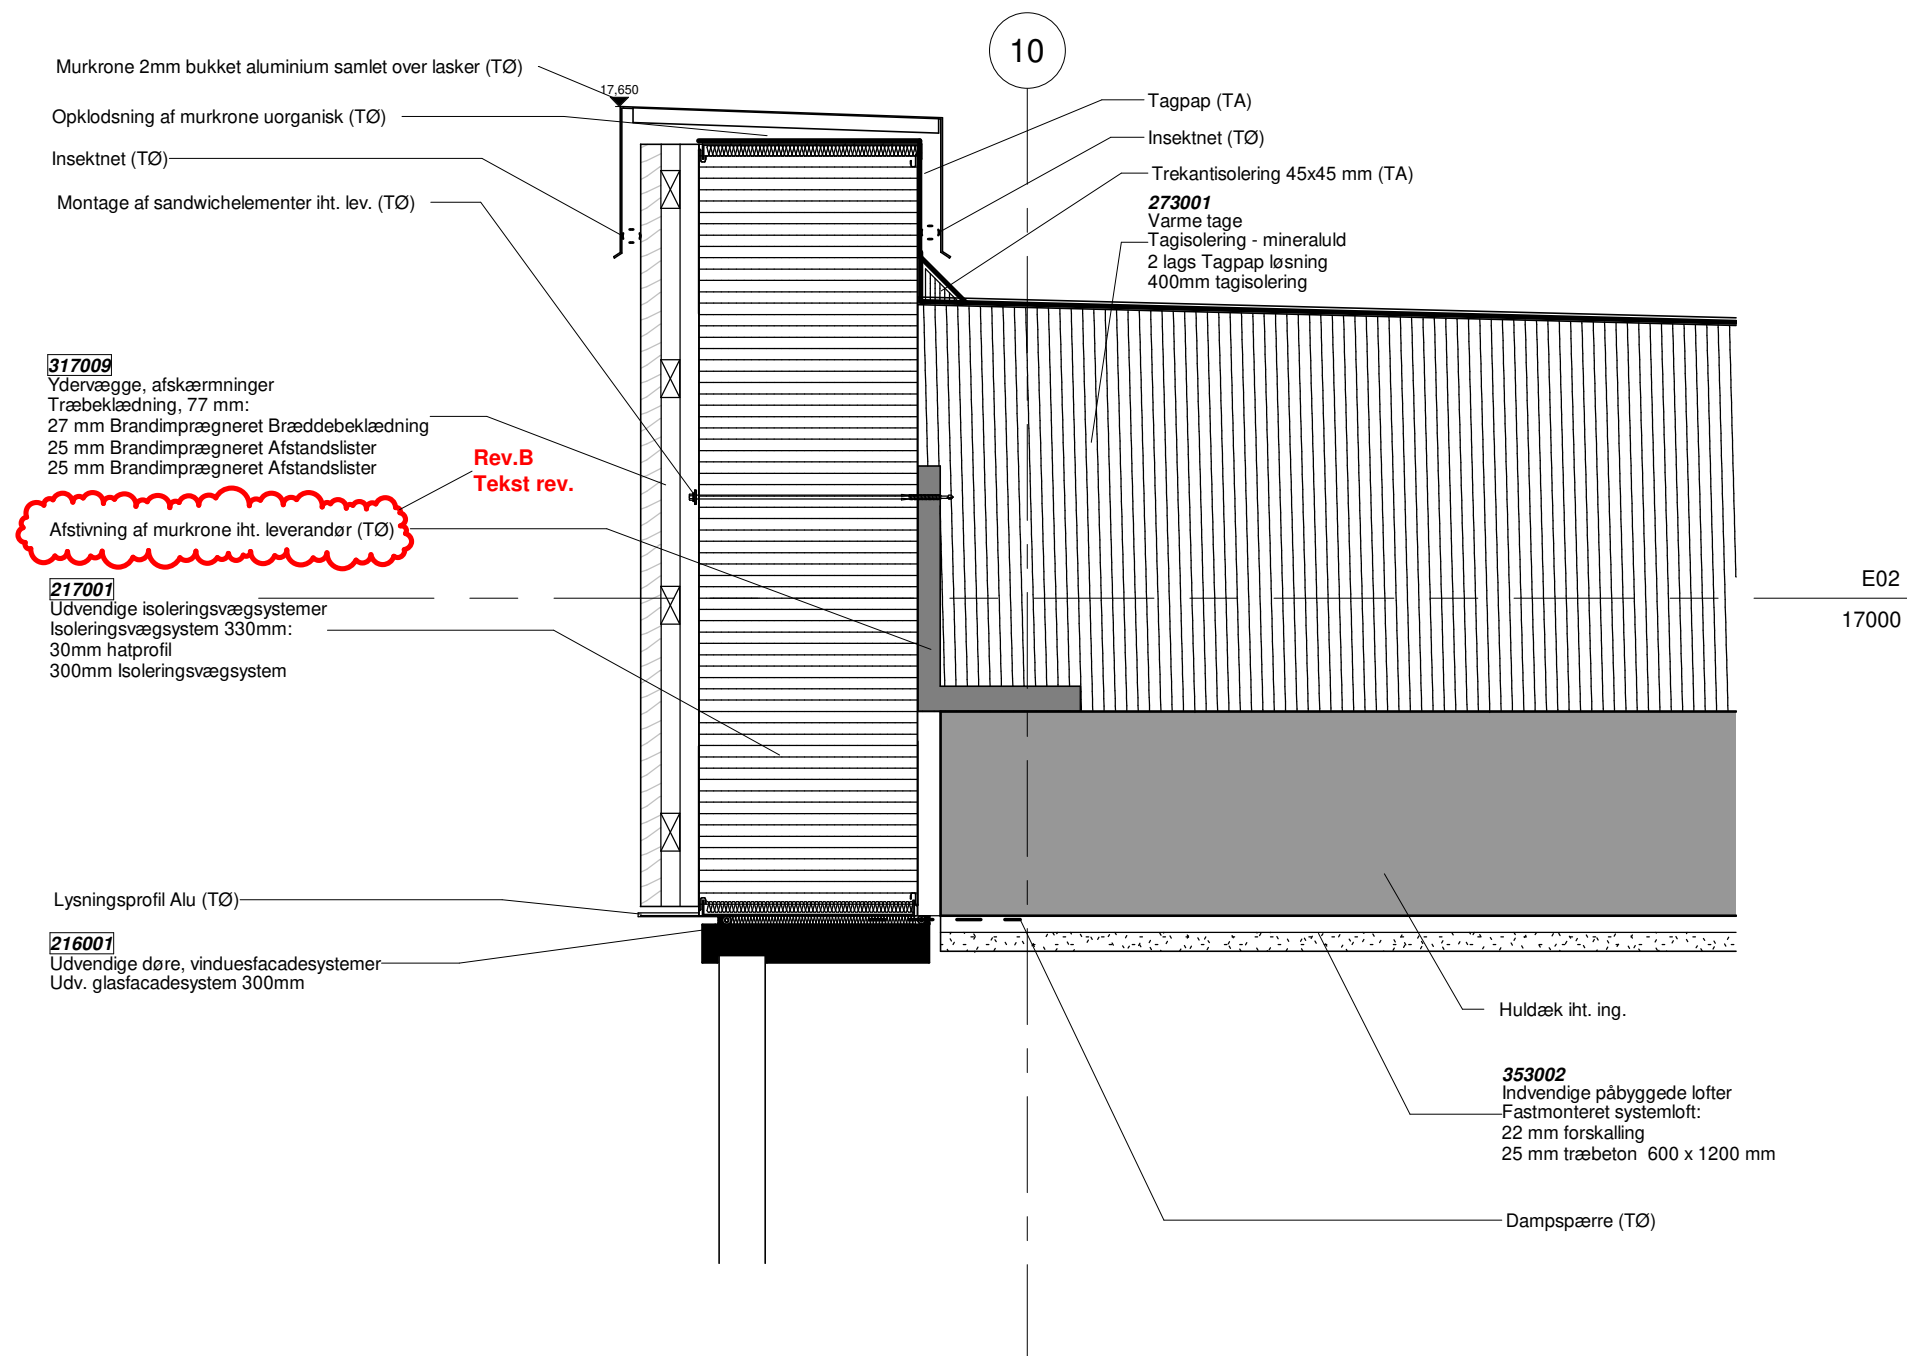 10
Murkrone 2mm bukket aluminium samlet over lasker (TØ)
17,650
Opklodsning af murkrone uorganisk (TØ)
Insektnet (TØ)
Montage af sandwichelementer iht. lev. (TØ)
Tagpap (TA)
Insektnet (TØ)
Trekantisolering 45x45 mm (TA)
273001
Varme tage
Tagisolering - mineraluld
2 lags Tagpap løsning
400mm tagisolering
317009
Ydervægge, afskærmninger
Træbeklædning, 77 mm:
27 mm Brandimprægneret Bræddebeklædning
25 mm Brandimprægneret Afstandslister
25 mm Brandimprægneret Afstandslister
Rev.B
Tekst rev.
Afstivning af murkrone iht. leverandør (TØ)
217001
Udvendige isoleringsvægsystemer
Isoleringsvægsystem 330mm:
30mm hatprofil
300mm Isoleringsvægsystem
E02
17000
Lysningsprofil Alu (TØ)
216001
Udvendige døre, vinduesfacadesystemer
Udv. glasfacadesystem 300mm
Huldæk iht. ing.
353002
Indvendige påbyggede lofter
Fastmonteret systemloft:
22 mm forskalling
25 mm træbeton  600 x 1200 mm
Dampspærre (TØ)